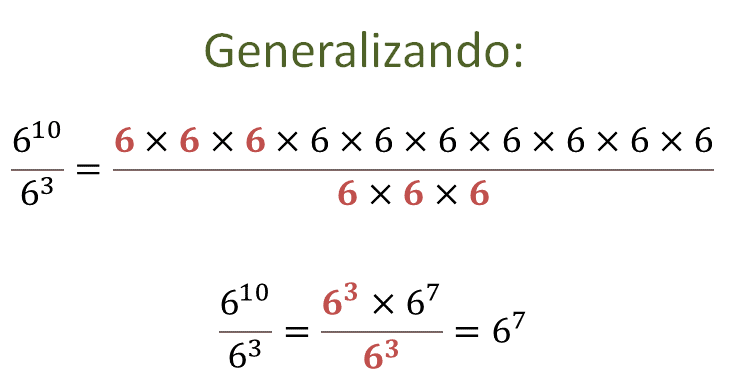 Generalizando:
6¹⁰/6³ = 6 × 6 × 6 × 6 × 6 × 6 × 6 × 6 × 6 × 6 / 6 × 6 × 6
6¹⁰/6³ = 6³ × 6⁷ / 6³ = 6⁷